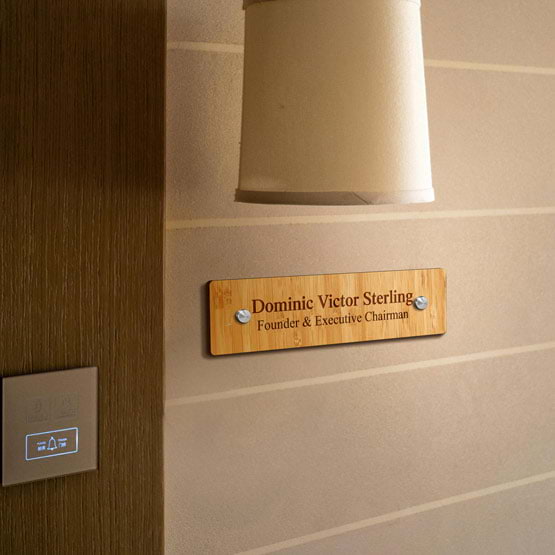 Dominic Victor Sterling
Founder & Executive Chairman